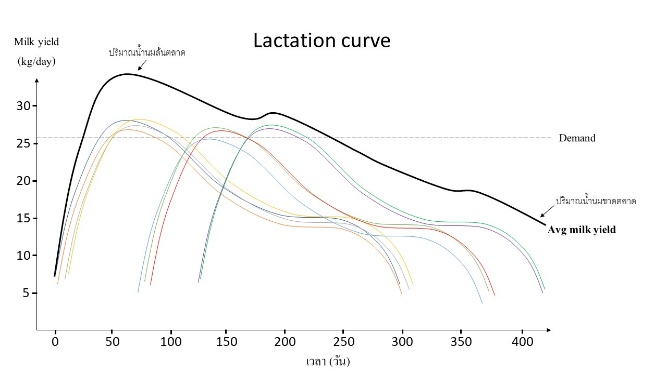 Lactation curve
Milk yield
(kg/day)
ปริมาณน้ำนมล้นตลาด
30
25
20
15
10
5
Demand
ปริมาณน้ำนมขาดตลาด
Avg milk yield
0 50 100 150 200 250 300 350 400
เวลา (วัน)